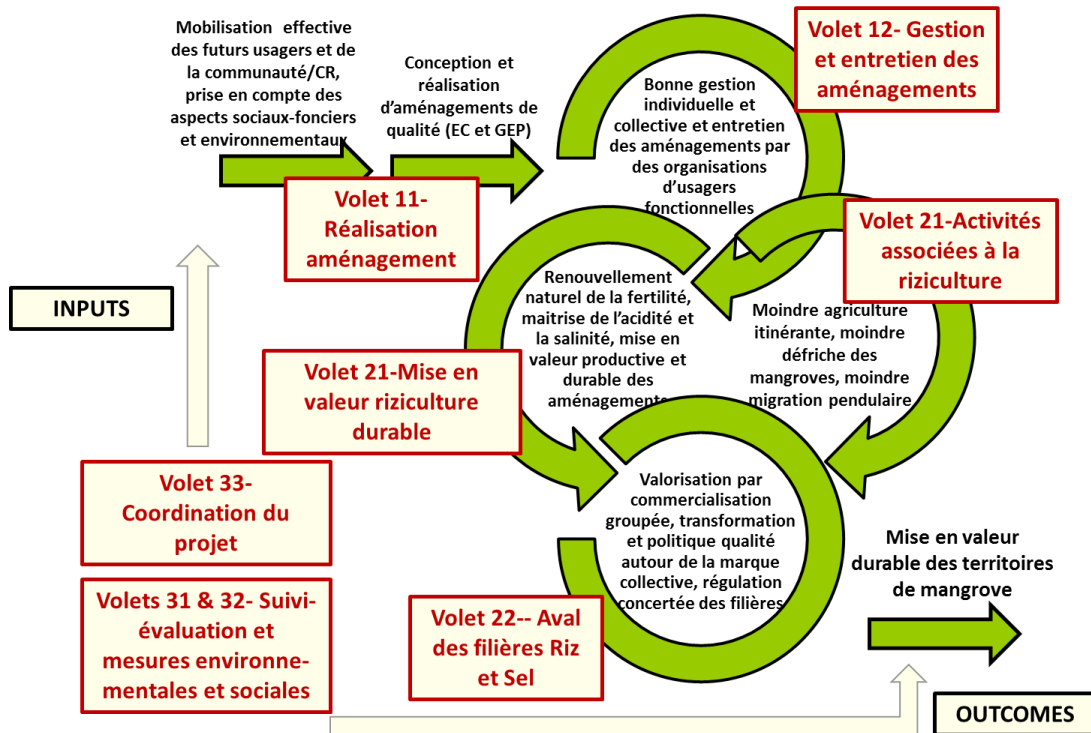 Mobilisation effective
des futurs usagers et de
la communauté/CR,
prise en compte des
aspects sociaux-fonciers
et environnementaux
Conception et
réalisation
d'aménagements de
qualité (EC et GEP)
Bonne gestion
individuelle et
collective et entretien
des aménagements par
des organisations
d'usagers
fonctionnelles
Volet 12- Gestion
et entretien des
aménagements
Volet 11-
Réalisation
aménagement
Volet 21-Activités
associées à la
riziculture
INPUTS
Renouvellement
naturel de la fertilité,
maitrise de l'acidité et
la salinité, mise en
valeur productive et
durable des
aménagements
Moindre agriculture
itinérante, moindre
défriche des
mangroves, moindre
migration pendulaire
Volet 21-Mise en
valeur riziculture
durable
Volet 33-
Coordination du
projet
Valorisation par
commercialisation
groupée, transformation
et politique qualité
autour de la marque
collective, régulation
concertée des filières
Mise en valeur
durable des territoires
de mangrove
Volets 31 & 32- Suivi-
évaluation et
mesures environne-
mentales et sociales
Volet 22-- Aval
des filières Riz
et Sel
OUTCOMES